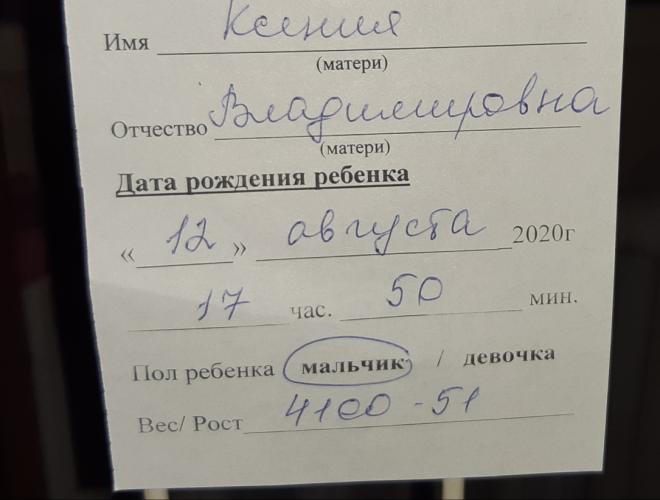 Имя Ксения
(матери)
Отчество Владимировна
(матери)
Дата рождения ребенка
« 12 » августа 2020г
17 час. 50 мин.
Пол ребенка мальчик / девочка
Вес/ Рост 4100 - 51